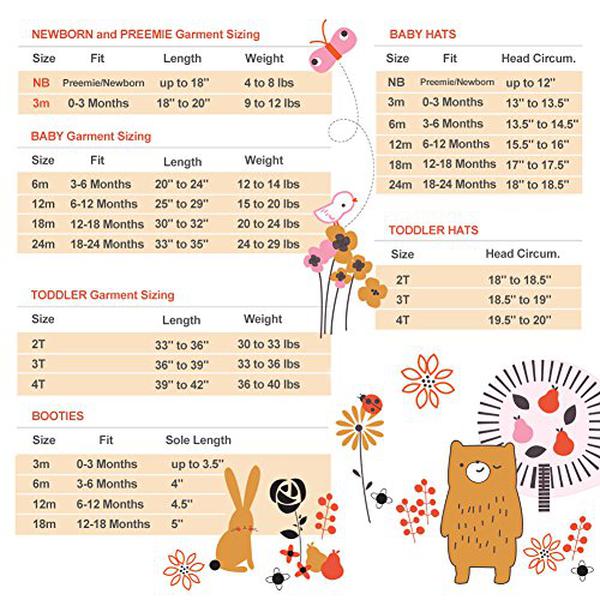 NEWBORN and PREEMIE Garment Sizing
Size Fit Length Weight
NB Preemie/Newborn up to 18" 4 to 8 lbs
3m 0-3 Months 18" to 20" 9 to 12 lbs
BABY Garment Sizing
Size Fit Length Weight
6m 3-6 Months 20" to 24" 12 to 14 lbs
12m 6-12 Months 25" to 29" 15 to 20 lbs
18m 12-18 Months 30" to 32" 20 to 24 lbs
24m 18-24 Months 33" to 35" 24 to 29 lbs
TODDLER Garment Sizing
Size Length Weight
2T 33" to 36" 30 to 33 lbs
3T 36" to 39" 33 to 36 lbs
4T 39" to 42" 36 to 40 lbs
BOOTIES
Size Fit Sole Length
3m 0-3 Months up to 3.5"
6m 3-6 Months 4"
12m 6-12 Months 4.5"
18m 12-18 Months 5"
BABY HATS
Size Fit Head Circum.
NB Preemie/Newborn up to 12"
3m 0-3 Months 13" to 13.5"
6m 3-6 Months 13.5" to 14.5"
12m 6-12 Months 15.5" to 16"
18m 12-18 Months 17" to 17.5"
24m 18-24 Months 18" to 18.5"
TODDLER HATS
Size Head Circum.
2T 18" to 18.5"
3T 18.5" to 19"
4T 19.5" to 20"